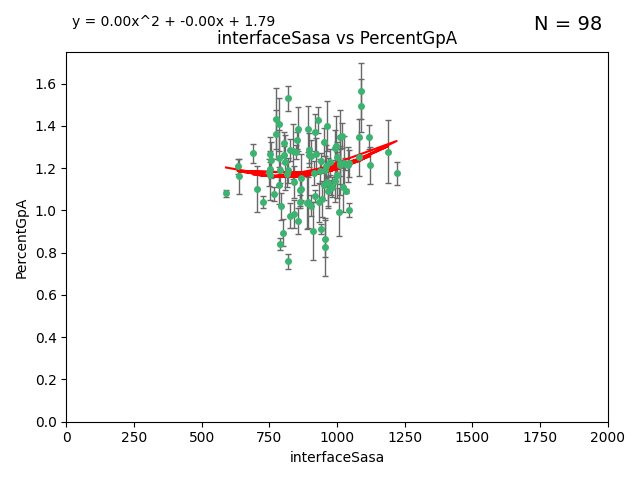 y = 0.00x^2 + -0.00x + 1.79
N = 98
interfaceSasa vs PercentGpA
1.6
1.4
1.2
1.0
0.8
0.6
0.4
0.2
0.0
PercentGpA
0 250 500 750 1000 1250 1500 1750 2000
interfaceSasa